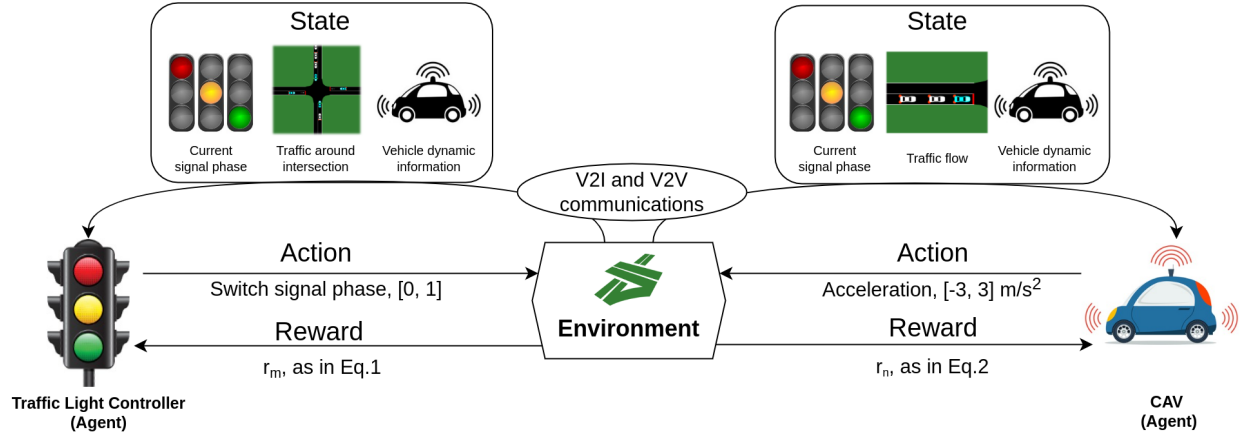 State
Current
signal phase
Traffic around
intersection
Vehicle dynamic
information
State
Current
signal phase
Traffic flow
Vehicle dynamic
information
V2I and V2V
communications
Action
Switch signal phase, [0, 1]
Reward
rₘ, as in Eq.1
Environment
Action
Acceleration, [-3, 3] m/s²
Reward
rₙ, as in Eq.2
Traffic Light Controller
(Agent)
CAV
(Agent)